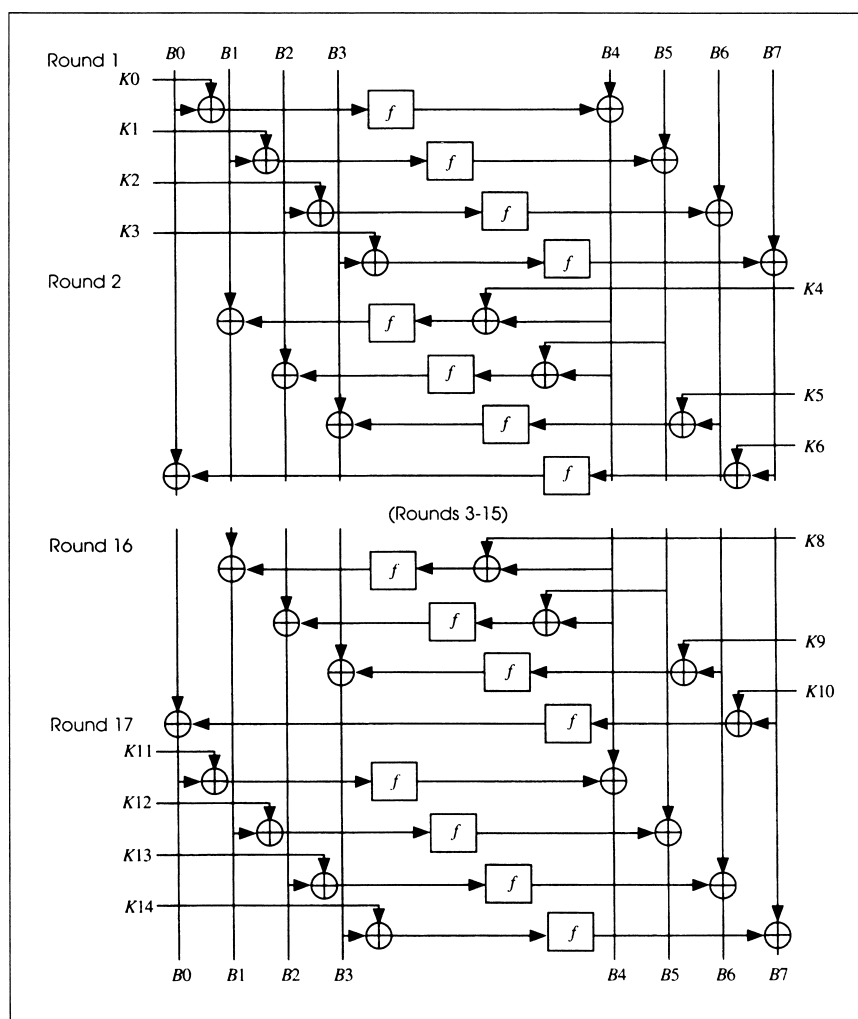 B0 B1 B2 B3 B4 B5 B6 B7
Round 1
K0
f
K1
f
K2
f
K3
f
Round 2
K4
f
f
K5
f
K6
f
(Rounds 3-15)
Round 16
K8
f
f
K9
f
K10
f
Round 17
K11
f
K12
f
K13
f
K14
f
B0 B1 B2 B3 B4 B5 B6 B7